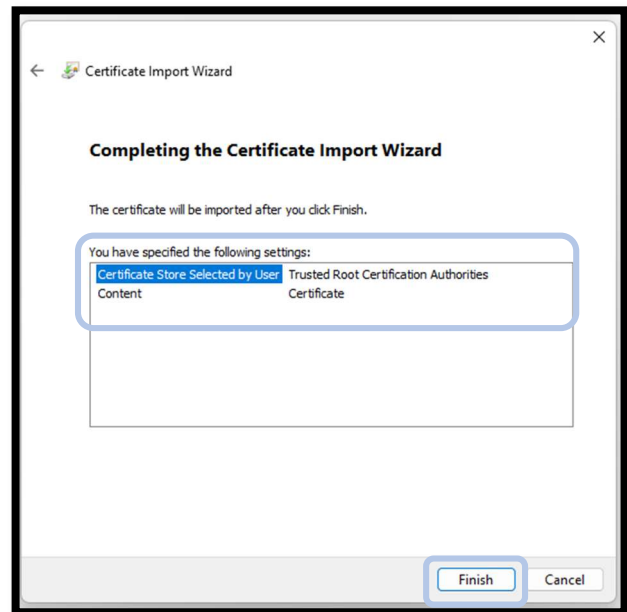 Certificate Import Wizard
Completing the Certificate Import Wizard
The certificate will be imported after you click Finish.
You have specified the following settings:
Certificate Store Selected by User Trusted Root Certification Authorities
Content Certificate
Finish Cancel